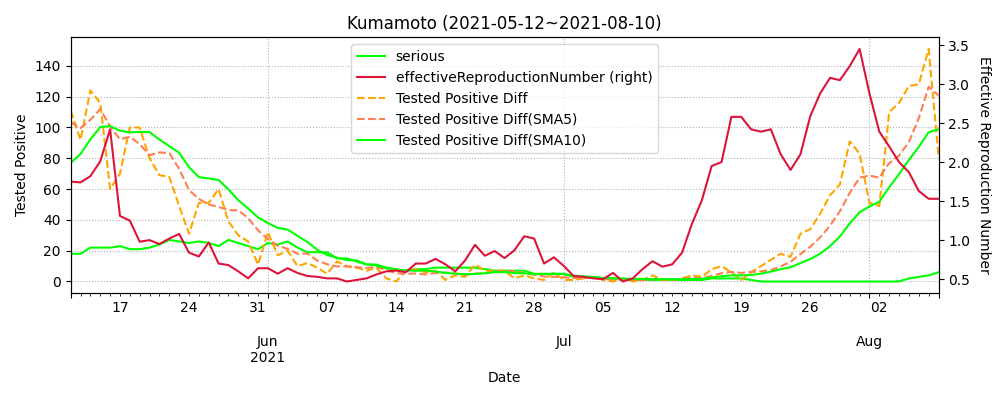 Kumamoto (2021-05-12~2021-08-10)
serious
effectiveReproductionNumber (right)
Tested Positive Diff
Tested Positive Diff(SMA5)
Tested Positive Diff(SMA10)
Tested Positive
140
120
100
80
60
40
20
0
3.5
3.0
2.5
2.0
1.5
1.0
0.5
Effective Reproduction Number
17 24 31 07 14 21 28 05 12 19 26 02
Jun Jul Aug
2021
Date